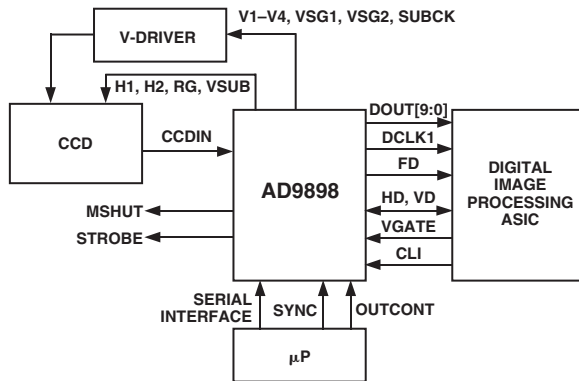 V1–V4, VSG1, VSG2, SUBCK
V-DRIVER
H1, H2, RG, VSUB
DOUT[9:0]
CCD
CCDIN
DCLK1
FD
AD9898
DIGITAL
IMAGE
PROCESSING
ASIC
HD, VD
MSHUT
VGATE
STROBE
CLI
SERIAL
INTERFACE
SYNC
OUTCONT
μP